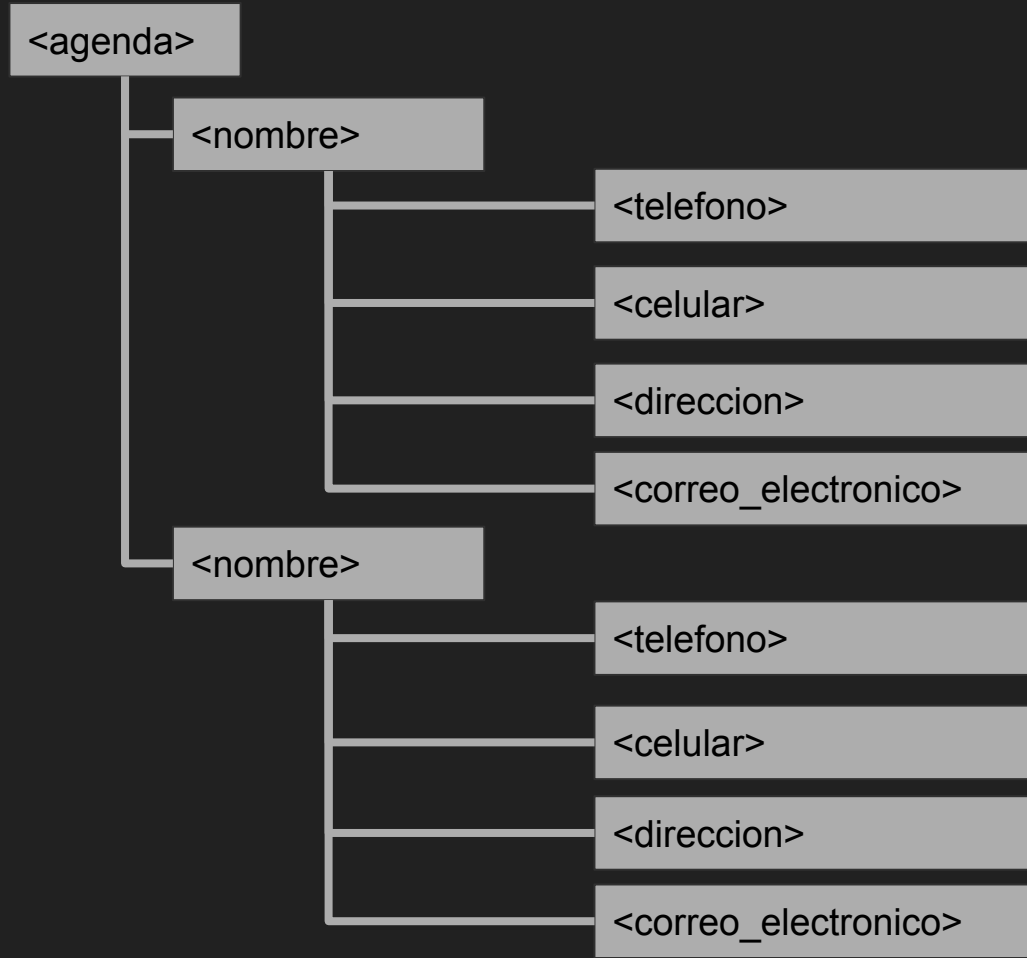 <agenda>
<nombre>
<telefono>
<celular>
<direccion>
<correo_electronico>
<nombre>
<telefono>
<celular>
<direccion>
<correo_electronico>